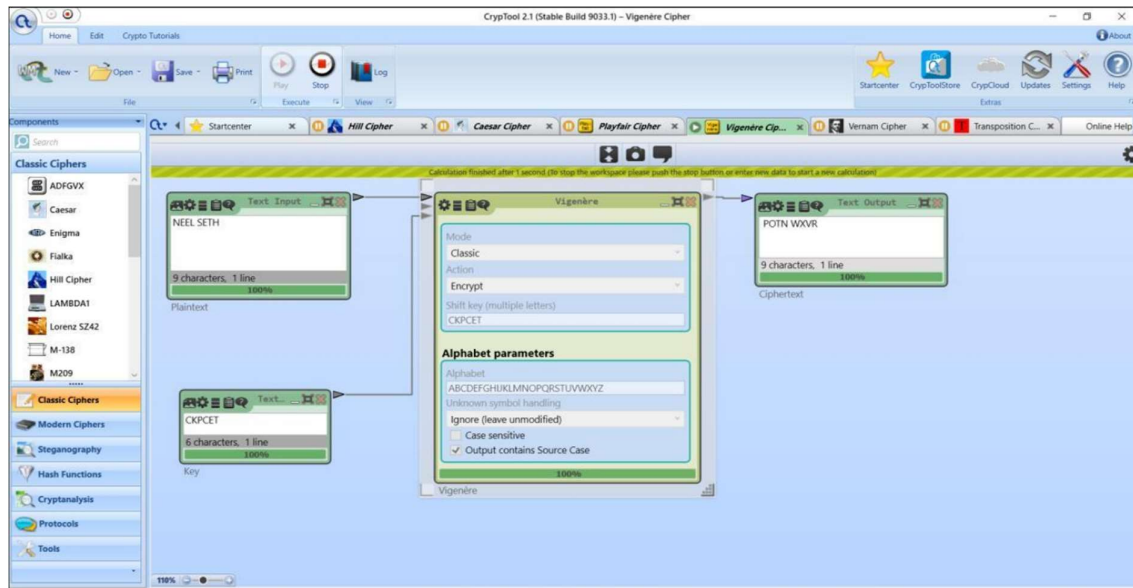 CrypTool 2.1 (Stable Build 9033.1) – Vigenère Cipher
Home Edit Crypto Tutorials
About
New Open Save Print Play Stop Log
Startcenter CrypToolStore CrypCloud Updates Settings Help
File Execute View Extras
Components
Startcenter Hill Cipher Caesar Cipher Playfair Cipher Vigenère Cip... Vernam Cipher Transposition C... Online Help
Search
Classic Ciphers
Calculation finished after 1 second (To stop the workspace please push the stop button or enter new data to start a new calculation)
ADFGVX
Caesar
Enigma
Fialka
Hill Cipher
LAMBDA1
Lorenz SZ42
M-138
M209
Classic Ciphers
Modern Ciphers
Steganography
Hash Functions
Cryptanalysis
Protocols
Tools
Text Input
NEEL SETH
9 characters, 1 line
100%
Plaintext
Text...
CKPCET
6 characters, 1 line
100%
Key
Vigenère
Mode
Classic
Action
Encrypt
Shift key (multiple letters)
CKPCET
Alphabet parameters
Alphabet
ABCDEFGHIJKLMNOPQRSTUVWXYZ
Unknown symbol handling
Ignore (leave unmodified)
Case sensitive
Output contains Source Case
100%
Vigenère
Text Output
POTN WXVR
9 characters, 1 line
100%
Ciphertext
110%